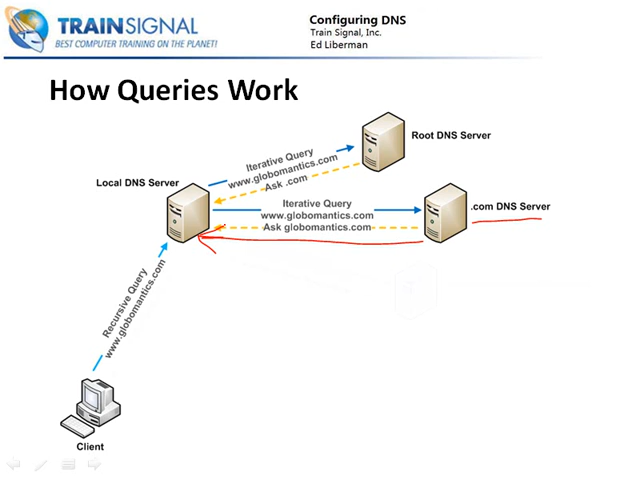 TRAINSIGNAL
BEST COMPUTER TRAINING ON THE PLANET!
Configuring DNS
Train Signal, Inc.
Ed Liberman
How Queries Work
Root DNS Server
Iterative Query
www.globomantics.com
Ask .com
Local DNS Server
Iterative Query
www.globomantics.com
Ask globomantics.com
.com DNS Server
Recursive Query
www.globomantics.com
Client